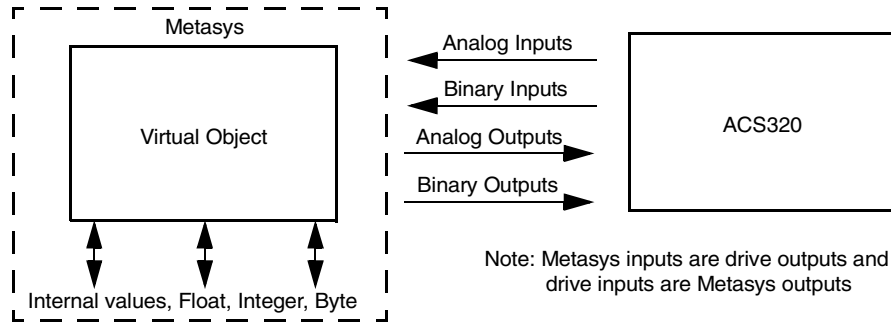 Metasys
Virtual Object
Internal values, Float, Integer, Byte
Analog Inputs
Binary Inputs
Analog Outputs
Binary Outputs
ACS320
Note: Metasys inputs are drive outputs and
drive inputs are Metasys outputs